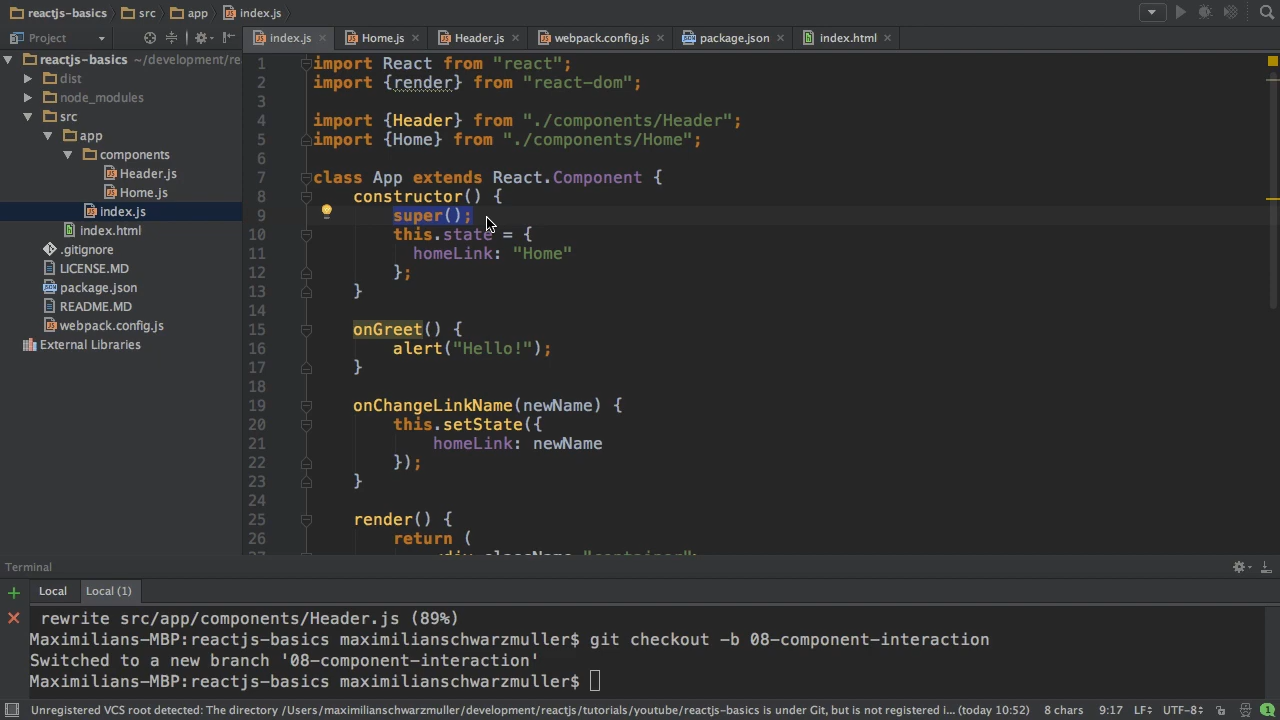 reactjs-basics src app index.js
Project index.js Home.js Header.js webpack.config.js package.json index.html
reactjs-basics ~/development/re
dist
node_modules
src
app
components
Header.js
Home.js
index.js
index.html
.gitignore
LICENSE.MD
package.json
README.MD
webpack.config.js
External Libraries
1 import React from "react";
2 import {render} from "react-dom";
3
4 import {Header} from "./components/Header";
5 import {Home} from "./components/Home";
6
7 class App extends React.Component {
8 constructor() {
9 super();
10 this.state = {
11 homeLink: "Home"
12 };
13 }
14
15 onGreet() {
16 alert("Hello!");
17 }
18
19 onChangeLinkName(newName) {
20 this.setState({
21 homeLink: newName
22 });
23 }
24
25 render() {
26 return (
27 <div className="container">
Terminal
Local Local (1)
rewrite src/app/components/Header.js (89%)
Maximilians-MBP:reactjs-basics maximilianschwarzmuller$ git checkout -b 08-component-interaction
Switched to a new branch '08-component-interaction'
Maximilians-MBP:reactjs-basics maximilianschwarzmuller$
Unregistered VCS root detected: The directory /Users/maximilianschwarzmuller/development/reactjs/tutorials/youtube/reactjs-basics is under Git, but is not registered i... (today 10:52) 8 chars 9:17 LF÷ UTF-8÷ 1